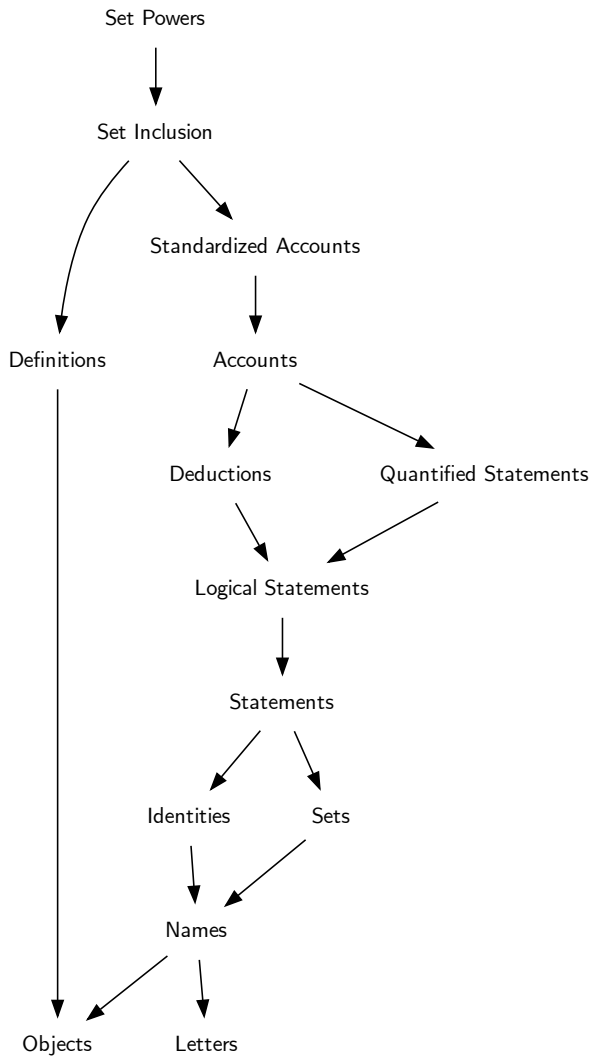 Set Powers
Set Inclusion
Standardized Accounts
Definitions
Accounts
Deductions
Quantified Statements
Logical Statements
Statements
Identities
Sets
Names
Objects
Letters